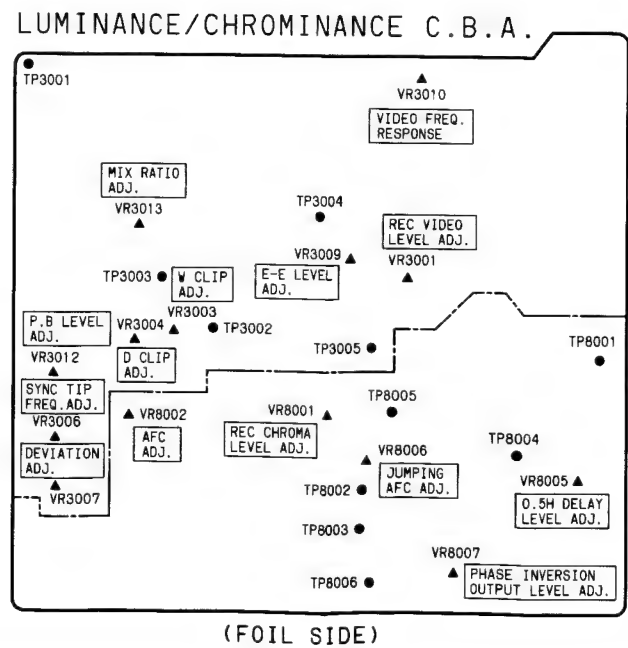 LUMINANCE/CHROMINANCE C.B.A.
TP3001
VR3010
VIDEO FREQ.
RESPONSE
MIX RATIO
ADJ.
VR3013
TP3004
REC VIDEO
LEVEL ADJ.
VR3009
VR3001
E-E LEVEL
ADJ.
TP3003
W CLIP
ADJ.
VR3003
P.B LEVEL
ADJ.
VR3004
TP3002
D CLIP
ADJ.
TP3005
TP8001
VR3012
SYNC TIP
FREQ.ADJ.
VR8002
AFC
ADJ.
VR8001
REC CHROMA
LEVEL ADJ.
TP8005
VR3006
DEVIATION
ADJ.
VR3007
VR8006
JUMPING
AFC ADJ.
TP8004
VR8005
0.5H DELAY
LEVEL ADJ.
TP8002
TP8003
VR8007
PHASE INVERSION
OUTPUT LEVEL ADJ.
TP8006
(FOIL SIDE)